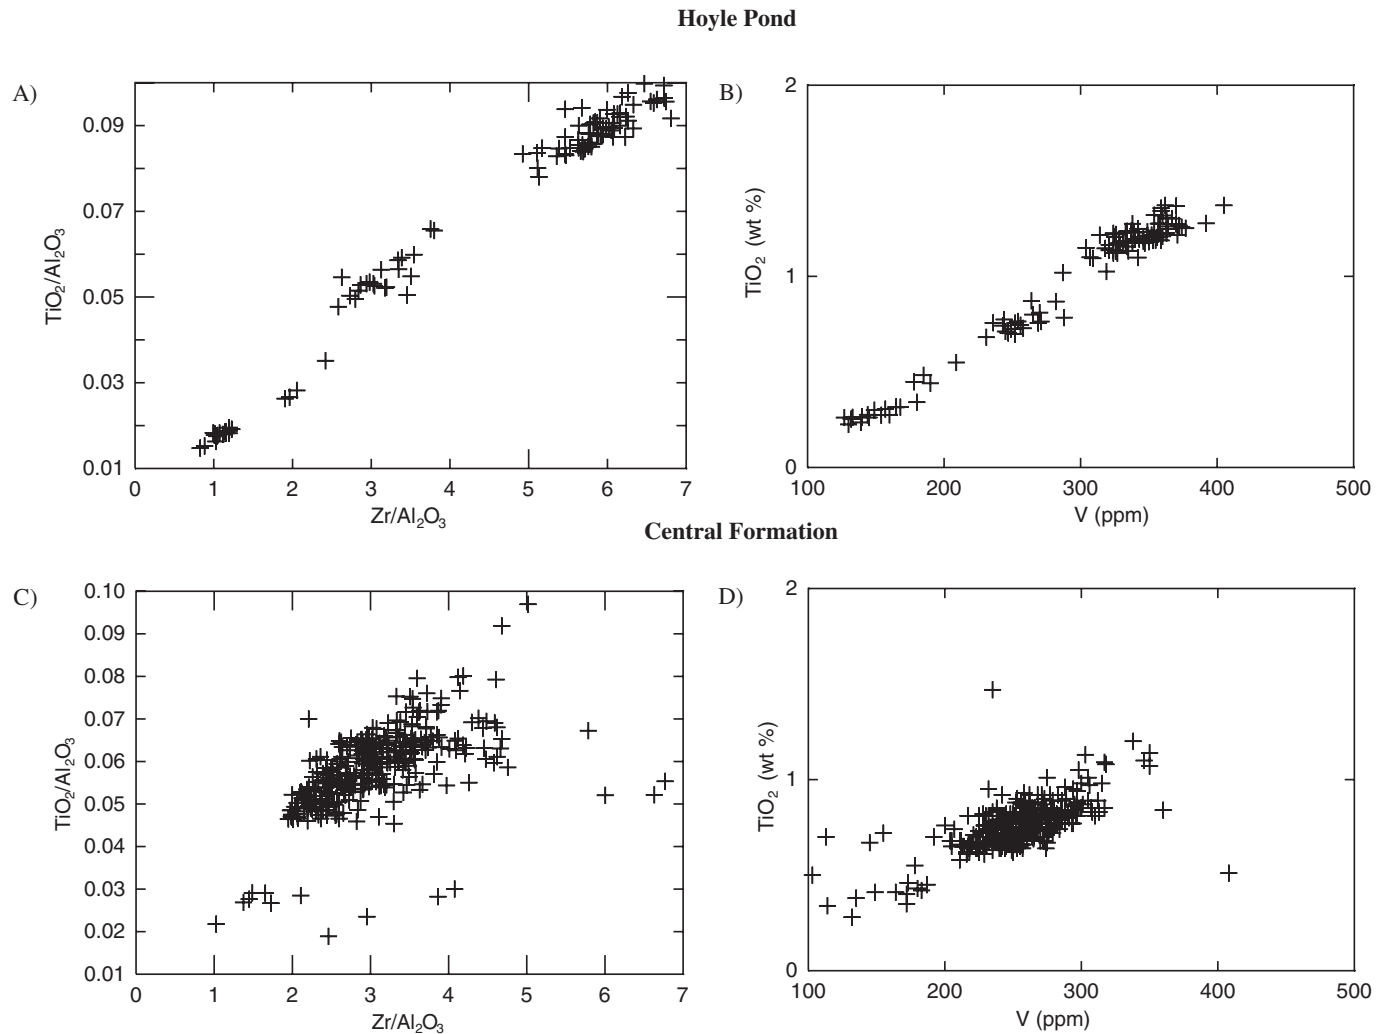 Hoyle Pond
A)
0.09
0.07
0.05
0.03
0.01
TiO₂/Al₂O₃
0 1 2 3 4 5 6 7
Zr/Al₂O₃
B)
2
1
0
TiO₂ (wt %)
100 200 300 400 500
V (ppm)
Central Formation
C)
0.10
0.09
0.08
0.07
0.06
0.05
0.04
0.03
0.02
0.01
TiO₂/Al₂O₃
0 1 2 3 4 5 6 7
Zr/Al₂O₃
D)
2
1
0
TiO₂ (wt %)
100 200 300 400 500
V (ppm)